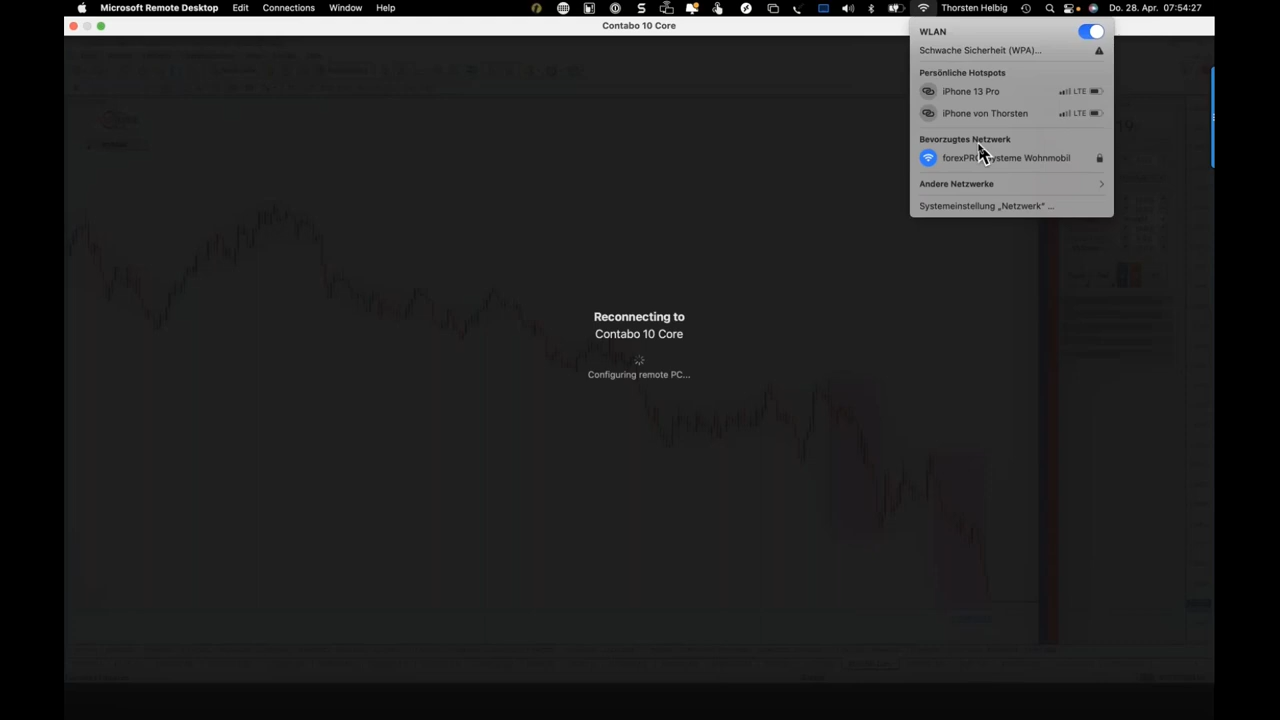 Microsoft Remote Desktop Edit Connections Window Help Thorsten Helbig Do. 28. Apr. 07:54:27
Contabo 10 Core
WLAN
Schwache Sicherheit (WPA)...
Persönliche Hotspots
iPhone 13 Pro LTE
iPhone von Thorsten LTE
Bevorzugtes Netzwerk
Wohnmobil
Andere Netzwerke
Systemeinstellung „Netzwerk“ ...
Reconnecting to
Contabo 10 Core
Configuring remote PC...